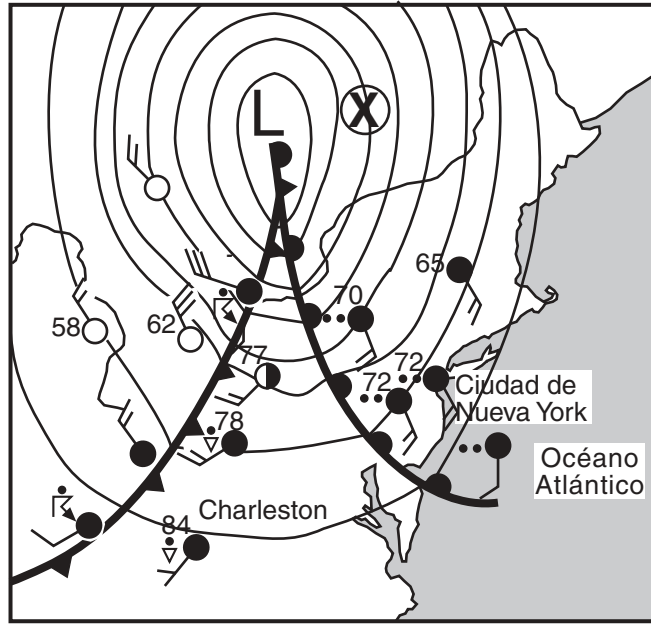 L
X
65
70
58
62
77
72
72
Ciudad de
Nueva York
78
Océano
Atlántico
Charleston
84